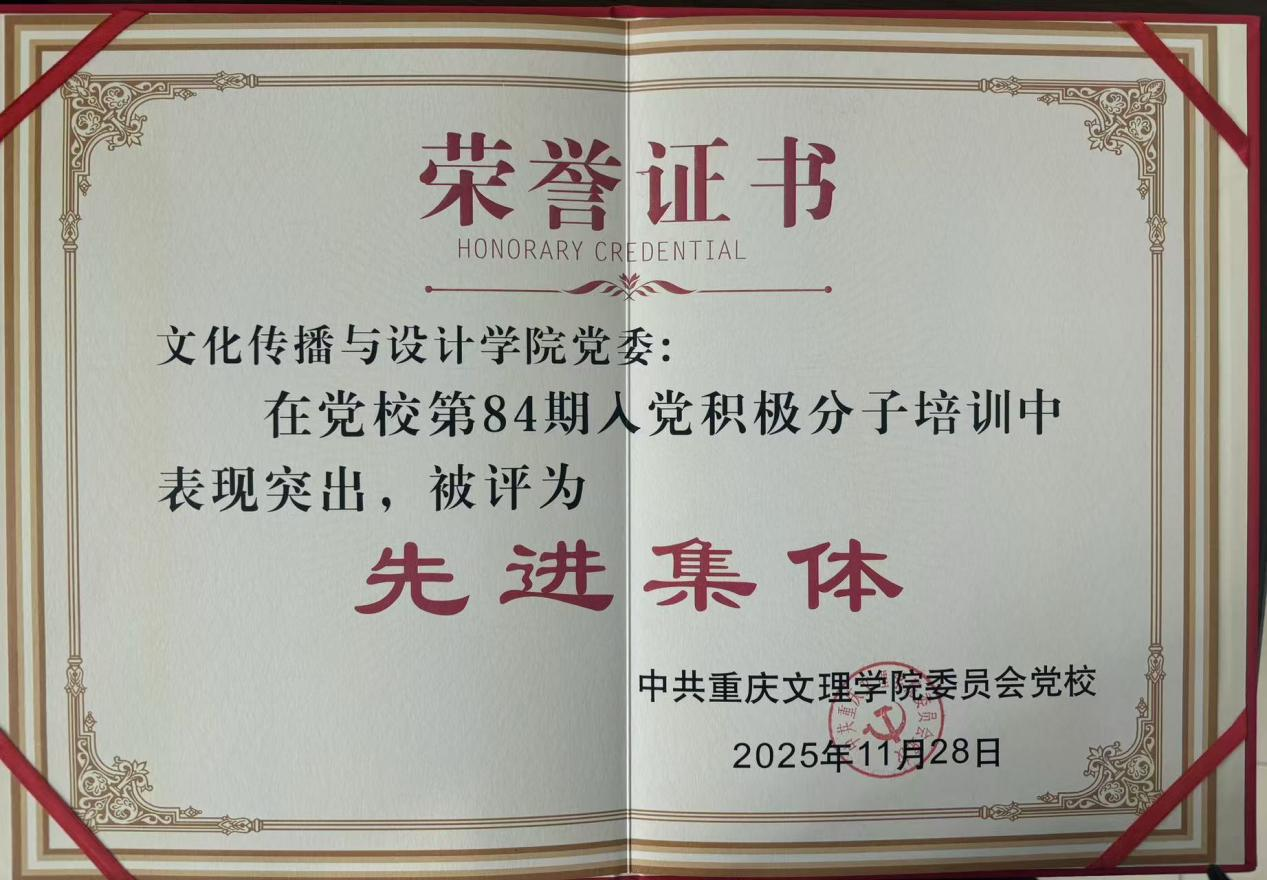 荣誉证书
HONORARY CREDENTIAL
文化传播与设计学院党委：
在党校第84期入党积极分子培训中
表现突出，被评为
先进集体
中共重庆文理学院委员会党校
2025年11月28日